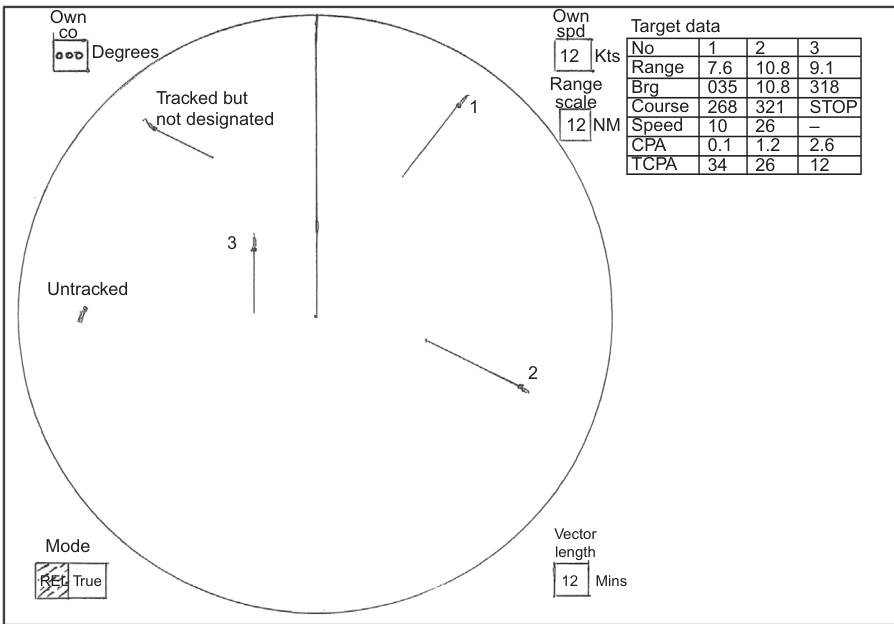 Own
co
000 Degrees
Own
spd
12 Kts
Range
scale
12 NM
Target data
No 1 2 3
Range 7.6 10.8 9.1
Brg 035 10.8 318
Course 268 321 STOP
Speed 10 26 –
CPA 0.1 1.2 2.6
TCPA 34 26 12
Tracked but
not designated
1
3
Untracked
2
Mode
REL True
Vector
length
12 Mins